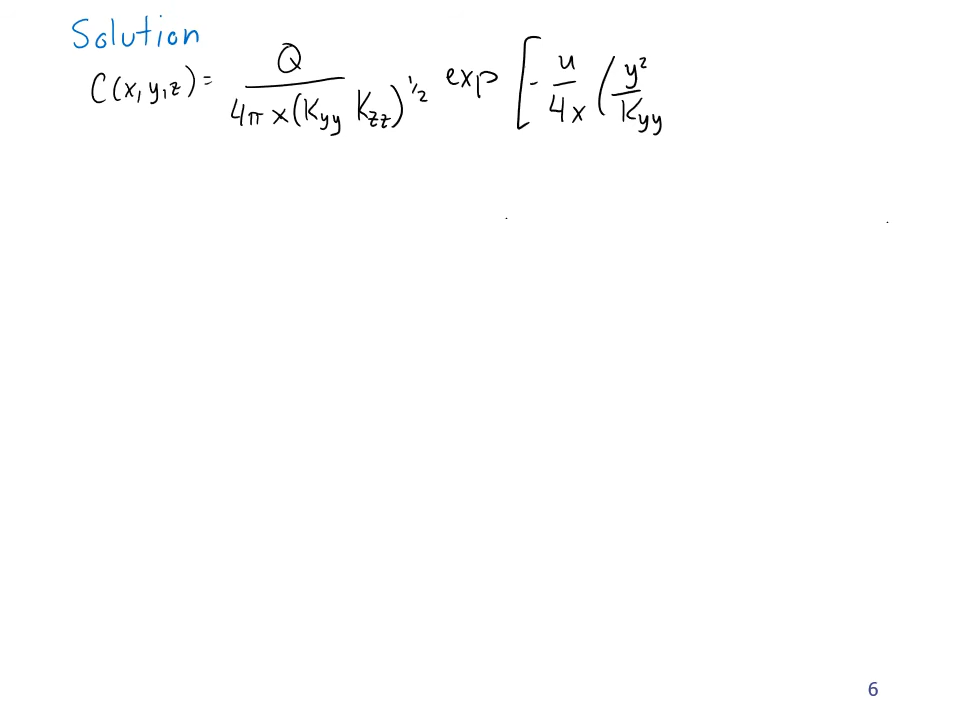 Solution
C(x,y,z) = Q / 4π x (Kyy Kzz)^1/2 exp [ - u / 4x ( y² / Kyy
6